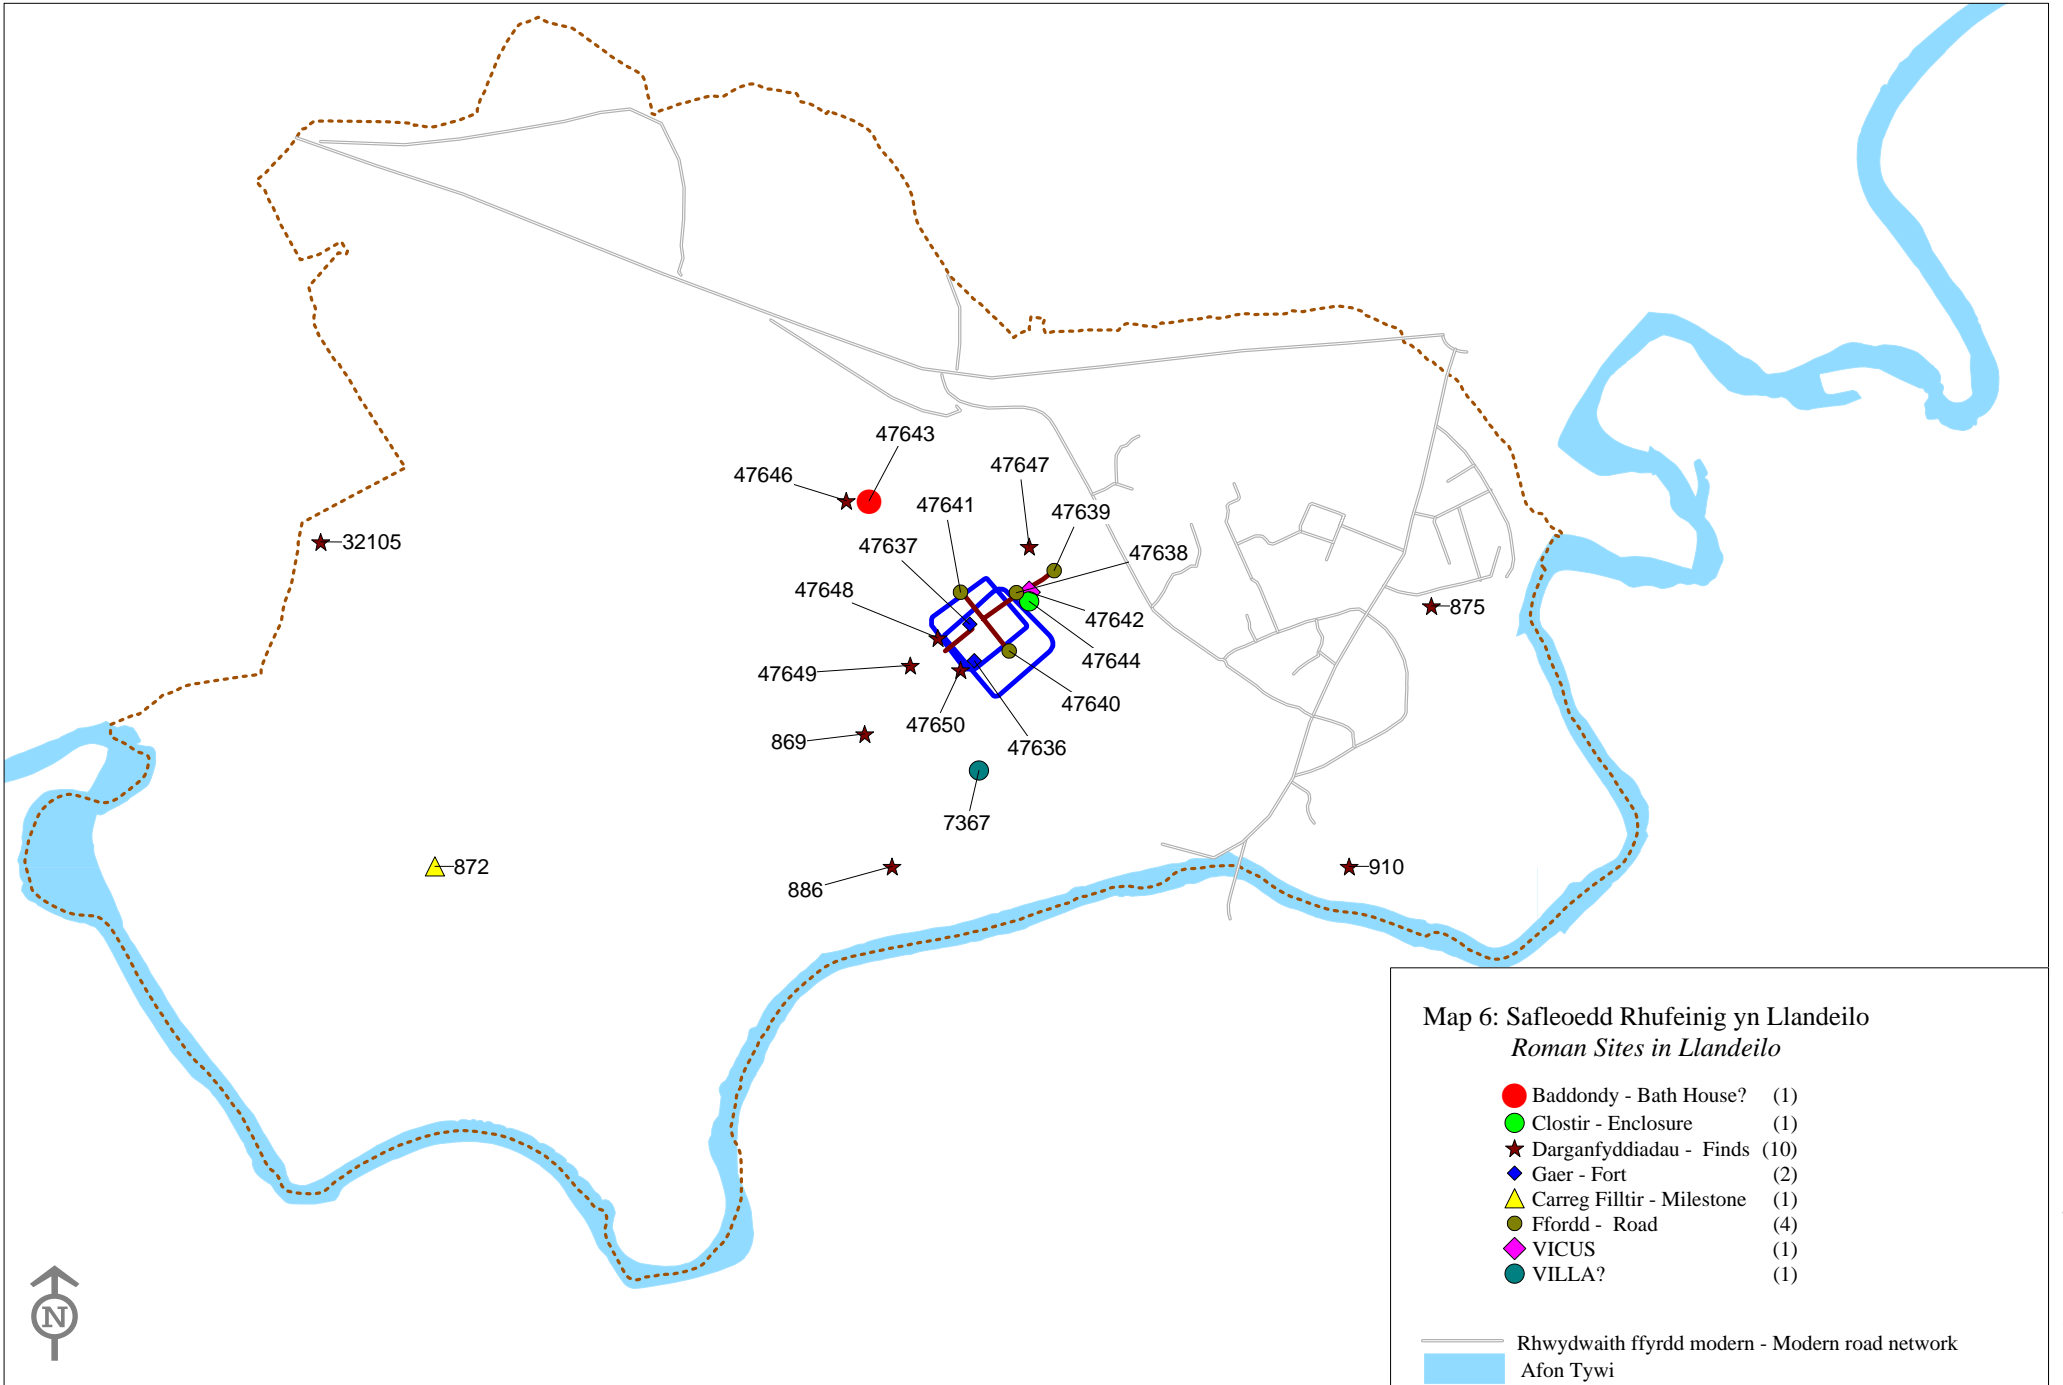 47643
47647
47646
47641
47639
47637
47638
32105
47648
875
47642
47644
47649
47640
47650
869
47636
7367
872
910
886
Map 6: Safleoedd Rhufeinig yn Llandeilo
Roman Sites in Llandeilo
Baddondy - Bath House? (1)
Clostir - Enclosure (1)
Darganfyddiadau - Finds (10)
Gaer - Fort (2)
Carreg Filltir - Milestone (1)
Ffordd - Road (4)
VICUS (1)
VILLA? (1)
N
Rhwydwaith ffyrdd modern - Modern road network
Afon Tywi